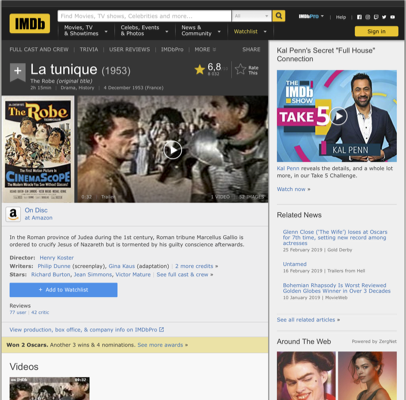 IMDb
Find Movies, TV shows, Celebrities and more...
All
IMDbPro
Help
Movies, TV
& Showtimes
Celebs, Events
& Photos
News &
Community
Watchlist
Sign in
FULL CAST AND CREW | TRIVIA | USER REVIEWS | IMDbPro | MORE
SHARE
La tunique (1953)
The Robe (original title)
2h 15min | Drama, History | 4 December 1953 (France)
6,8
Rate
This
The Robe
CINEMASCOPE
1 VIDEO
On Disc
at Amazon
In the Roman province of Judea during the 1st century, Roman tribune Marcellus Gallio is
ordered to crucify Jesus of Nazareth but is tormented by his guilty conscience afterwards.
Director: Henry Koster
Writers: Philip Dunne (screenplay), Gina Kaus (adaptation) | 2 more credits »
Stars: Richard Burton, Jean Simmons, Victor Mature | See full cast & crew »
+ Add to Watchlist
Reviews
77 user | 42 critic
View production, box office, & company info on IMDbPro
Won 2 Oscars. Another 3 wins & 4 nominations. See more awards »
Videos
Kal Penn's Secret "Full House"
Connection
THE
IMDb
SHOW
TAKE 5
KAL PENN
Kal Penn reveals the details, and a whole
lot more, in our Take 5 Challenge.
Watch now »
Related News
Glenn Close ('The Wife') loses at Oscars
for 7th time, setting new record among
actresses
25 February 2019 | Gold Derby
Untamed
16 February 2019 | Trailers from Hell
Bohemian Rhapsody Is Worst Reviewed
Golden Globes Winner in Over 3 Decades
10 January 2019 | MovieWeb
See all related articles »
Around The Web
Powered by ZergNet